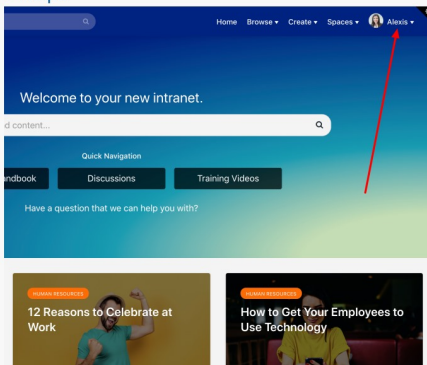 Home Browse ▾ Create ▾ Spaces ▾ Alexis ▾
Welcome to your new intranet.
d content...
Quick Navigation
andbook Discussions Training Videos
Have a question that we can help you with?
HUMAN RESOURCES
12 Reasons to Celebrate at
Work
HUMAN RESOURCES
How to Get Your Employees to
Use Technology